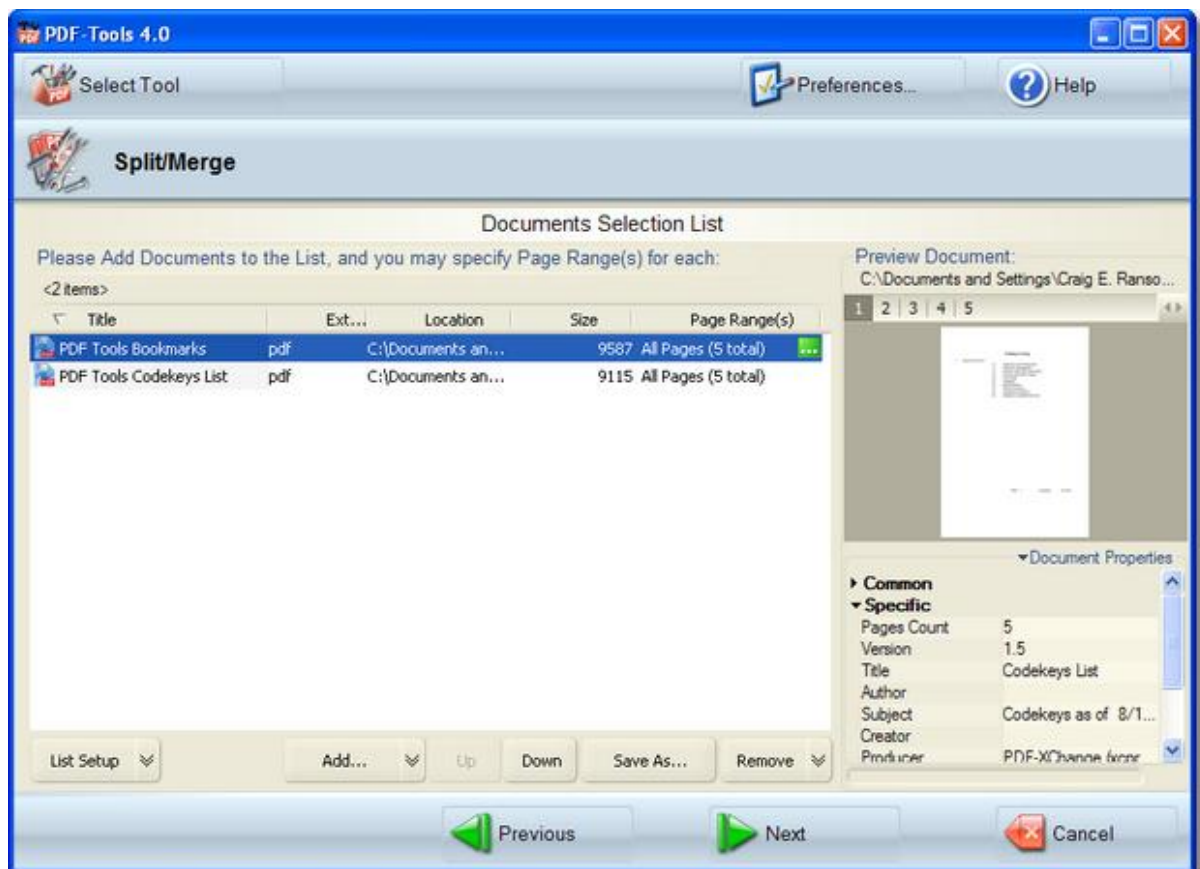 PDF-Tools 4.0
Select Tool Preferences... Help
Split/Merge
Documents Selection List
Please Add Documents to the List, and you may specify Page Range(s) for each:
<2 items>
Title Ext... Location Size Page Range(s)
PDF Tools Bookmarks pdf C:\Documents an... 9587 All Pages (5 total) ...
PDF Tools Codekeys List pdf C:\Documents an... 9115 All Pages (5 total)
List Setup Add... Up Down Save As... Remove
Preview Document:
C:\Documents and Settings\Craig E. Ranso...
1 2 3 4 5
Document Properties
Common
Specific
Pages Count 5
Version 1.5
Title Codekeys List
Author
Subject Codekeys as of 8/1...
Creator
Producer PDF-XChange
Previous Next Cancel